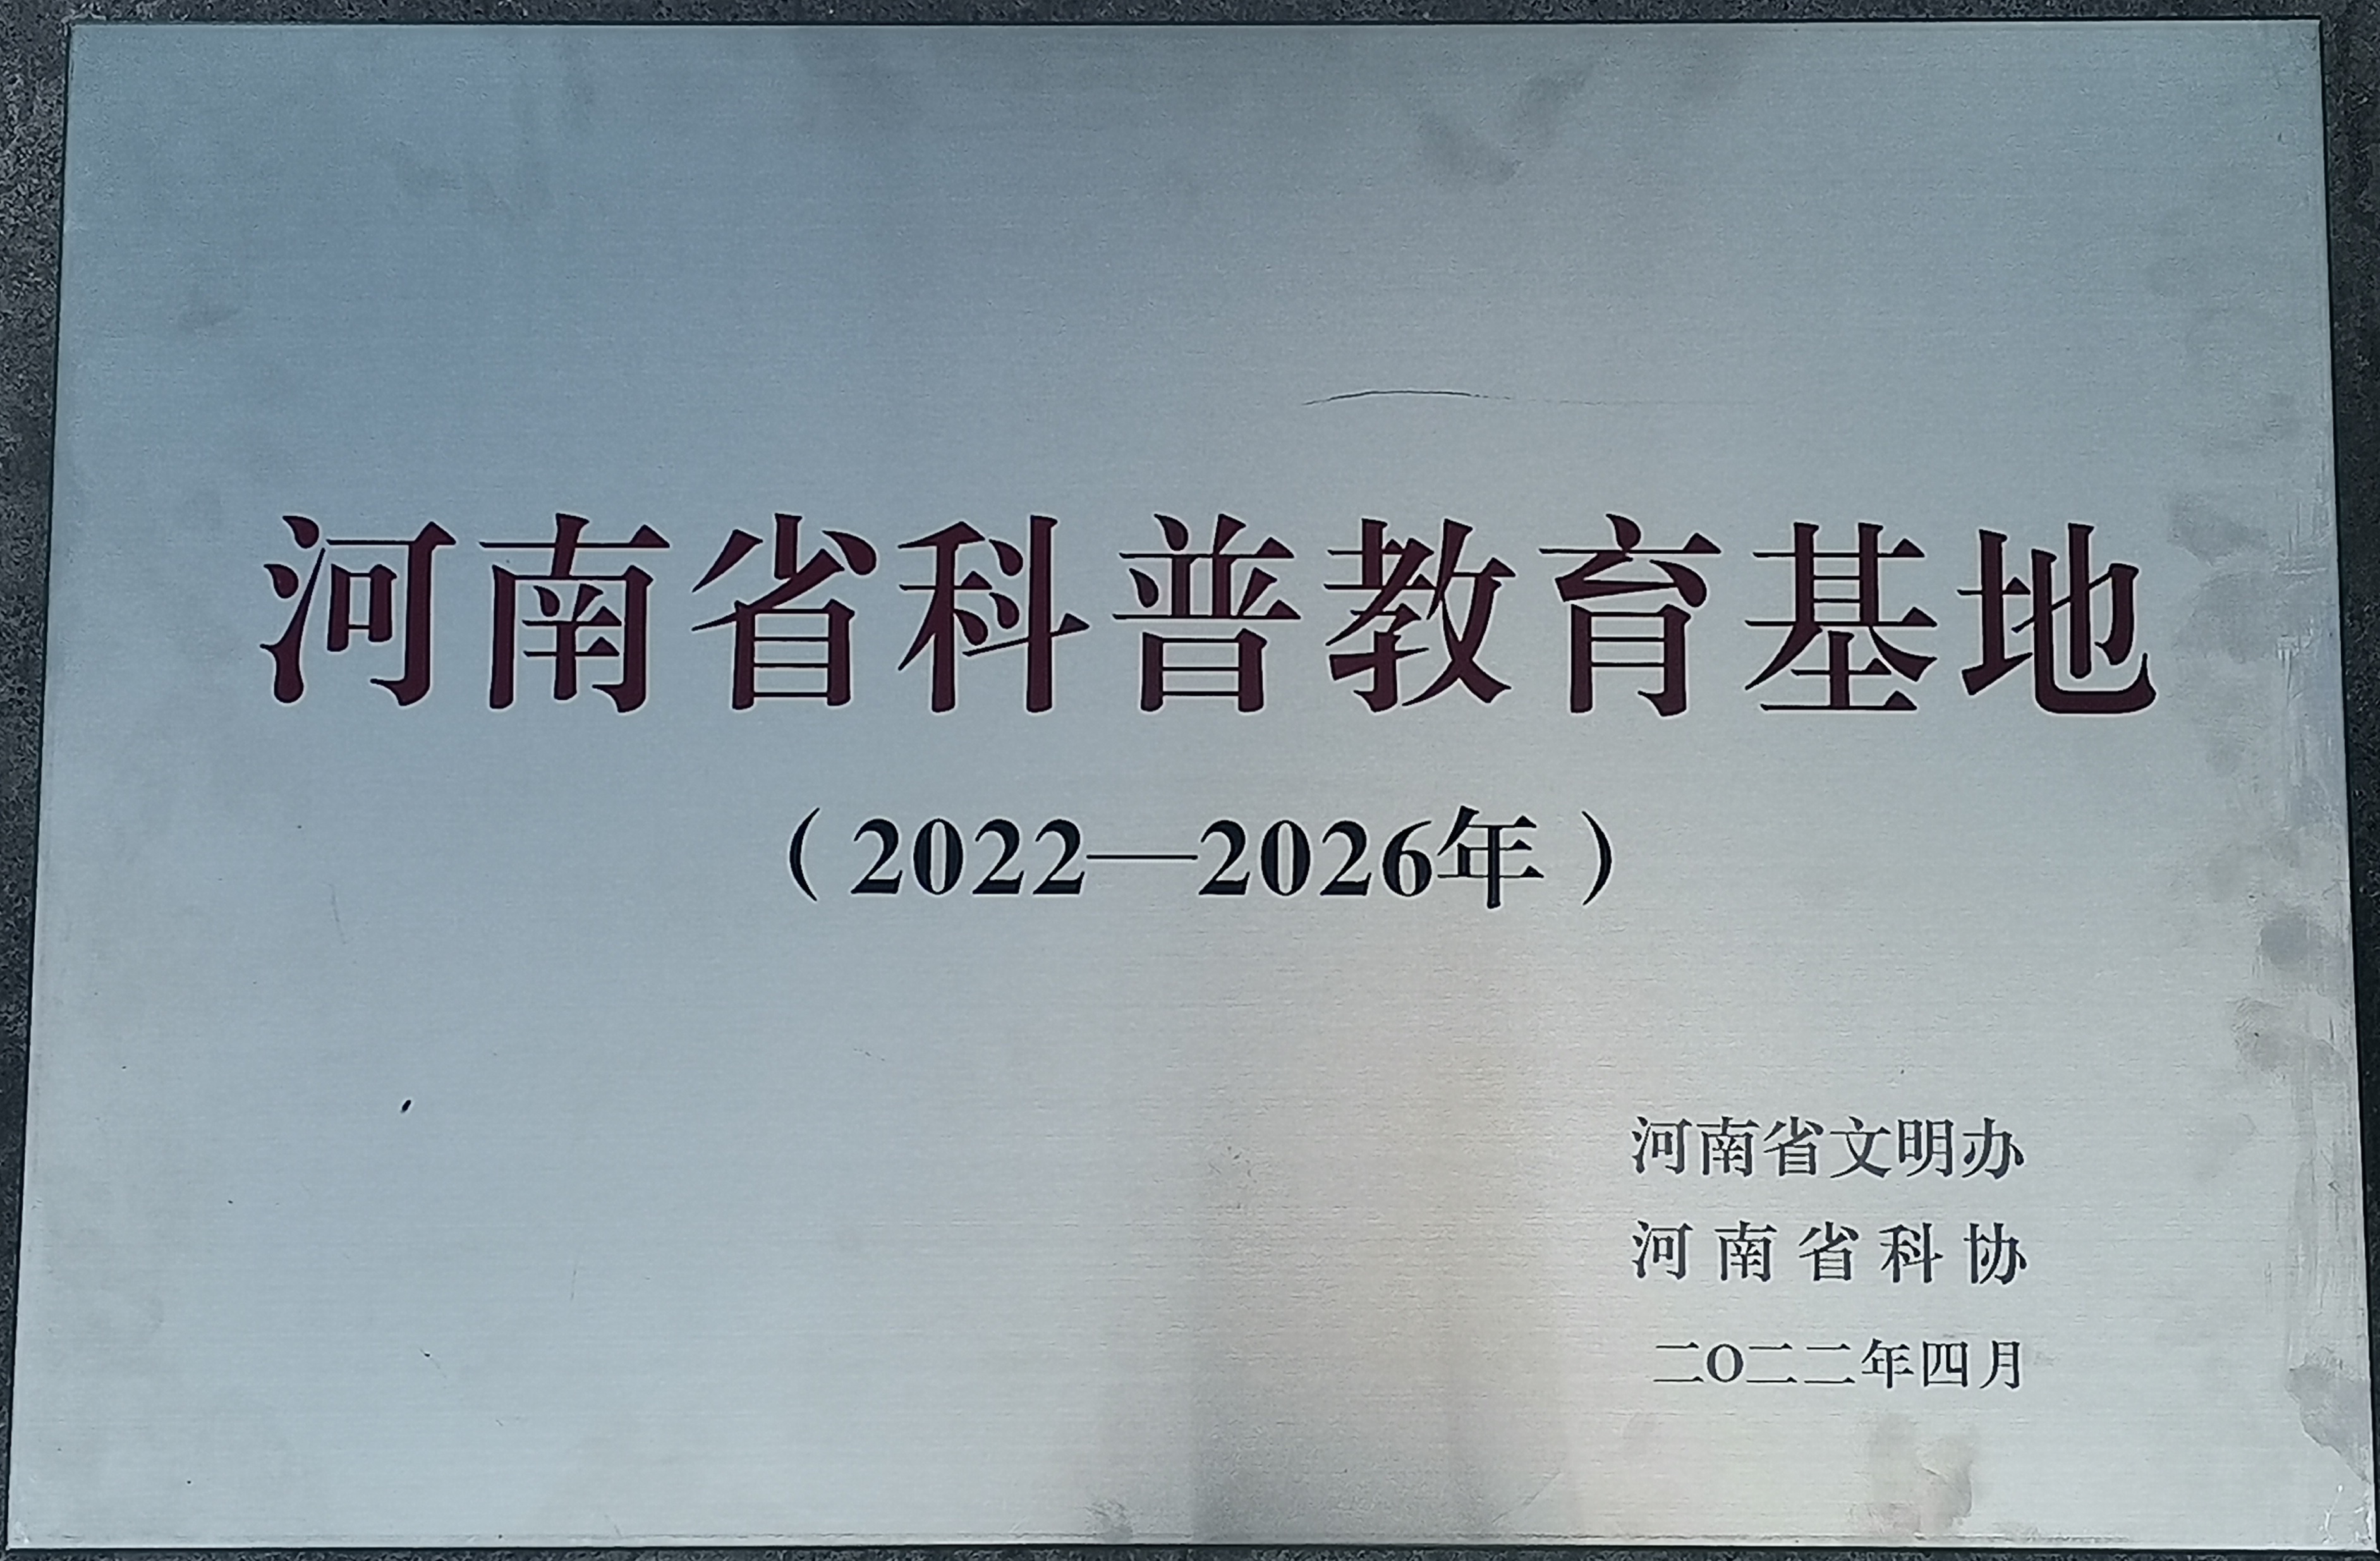 河南省科普教育基地
（2022—2026年）
河南省文明办
河南省科协
二O二二年四月